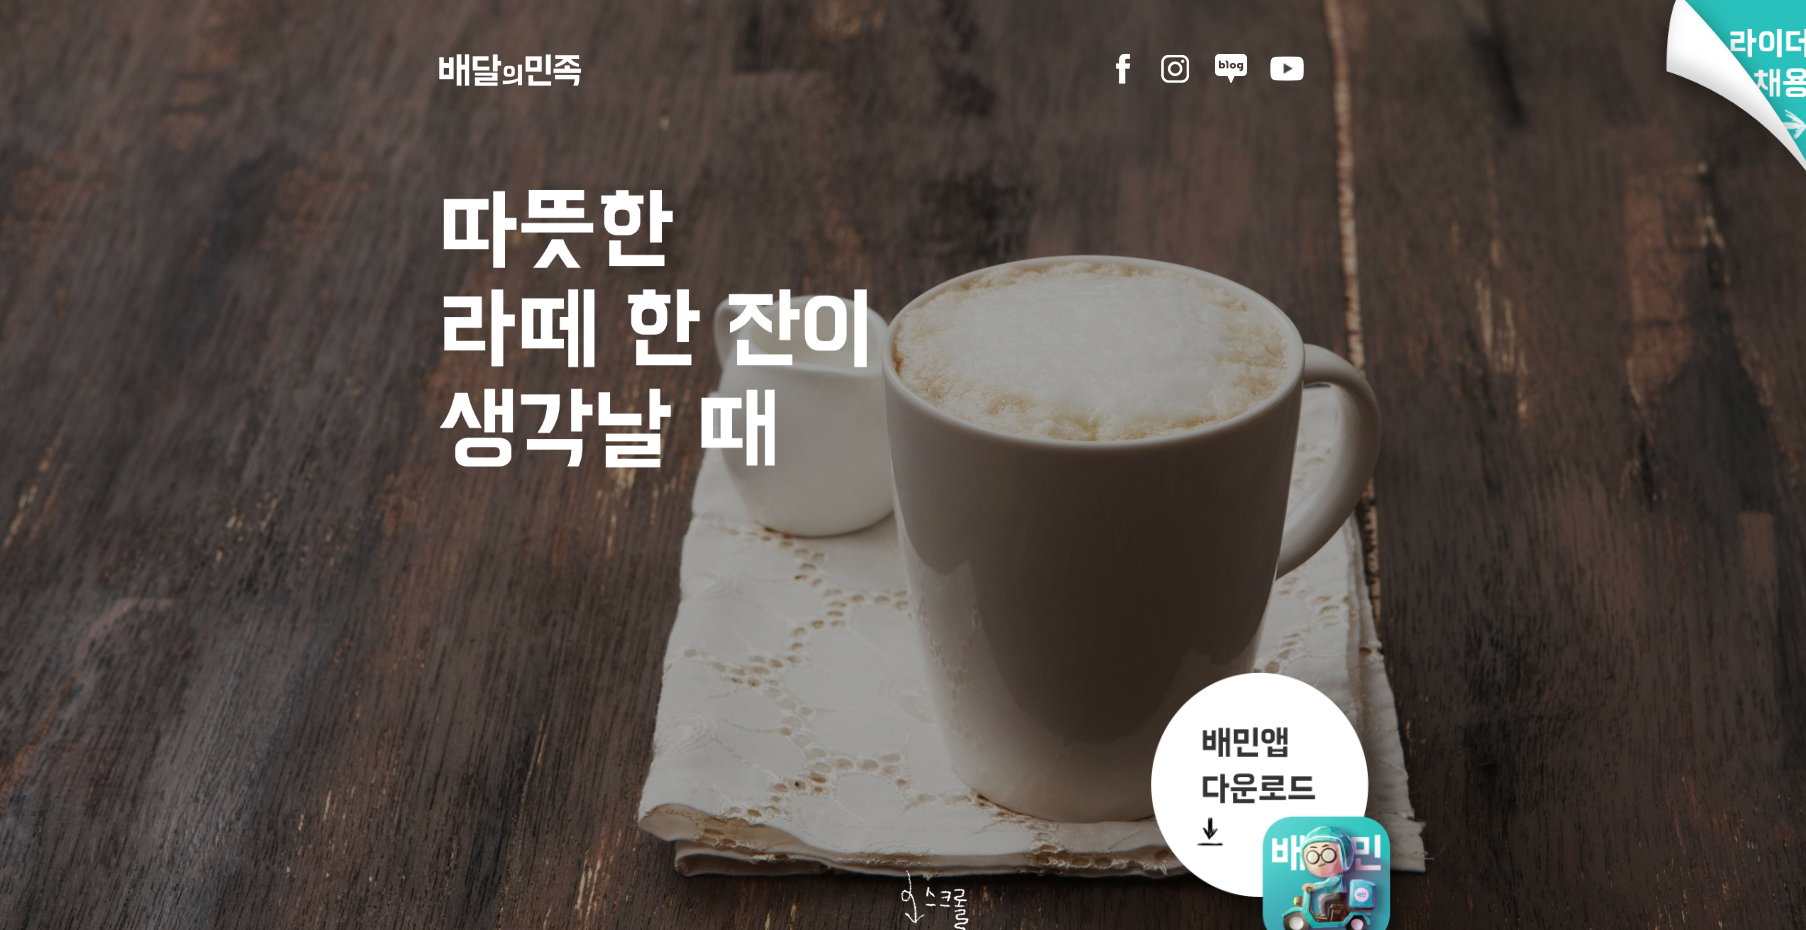 배달의민족
blog
라이더
채용
따뜻한
라떼 한 잔이
생각날 때
배민앱
다운로드
배민
스크롤